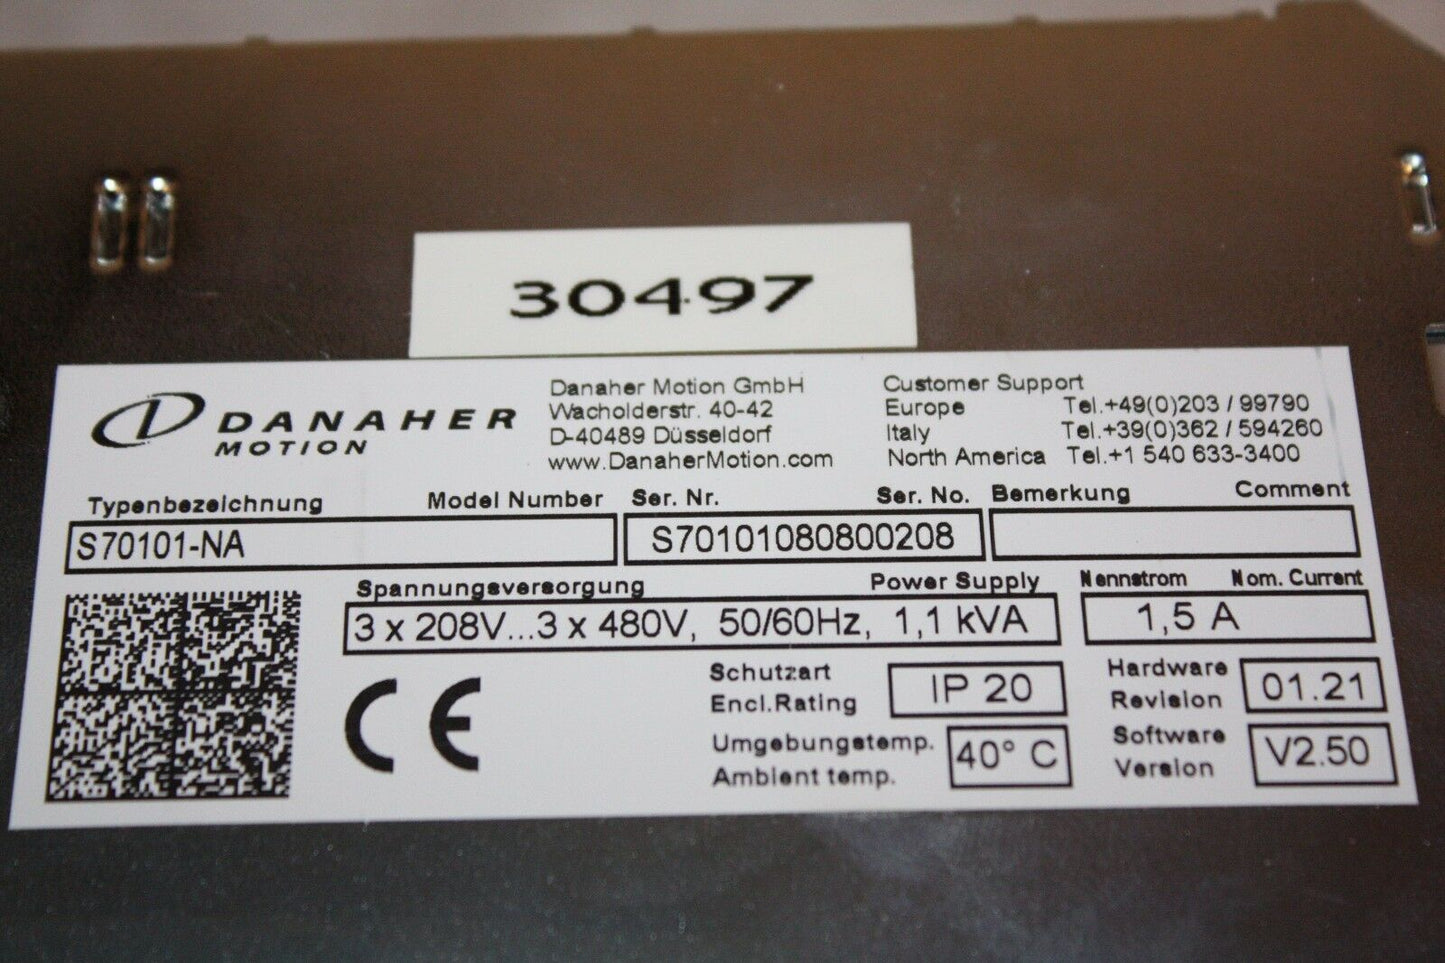 30497
DANAHER
MOTION
Danaher Motion GmbH
Wacholderstr. 40-42
D-40489 Düsseldorf
www.DanaherMotion.com
Customer Support
Europe Tel.+49(0)203 / 99790
Italy Tel.+39(0)362 / 594260
North America Tel.+1 540 633-3400
Typenbezeichnung Model Number
S70101-NA
Ser. Nr. Ser. No.
S70101080800208
Bemerkung Comment
Spannungsversorgung Power Supply
3 x 208V...3 x 480V, 50/60Hz, 1,1 kVA
Nennstrom Nom. Current
1,5 A
CE
Schutzart
Encl.Rating
IP 20
Umgebungstemp.
Ambient temp.
40° C
Hardware
Revision
01.21
Software
Version
V2.50